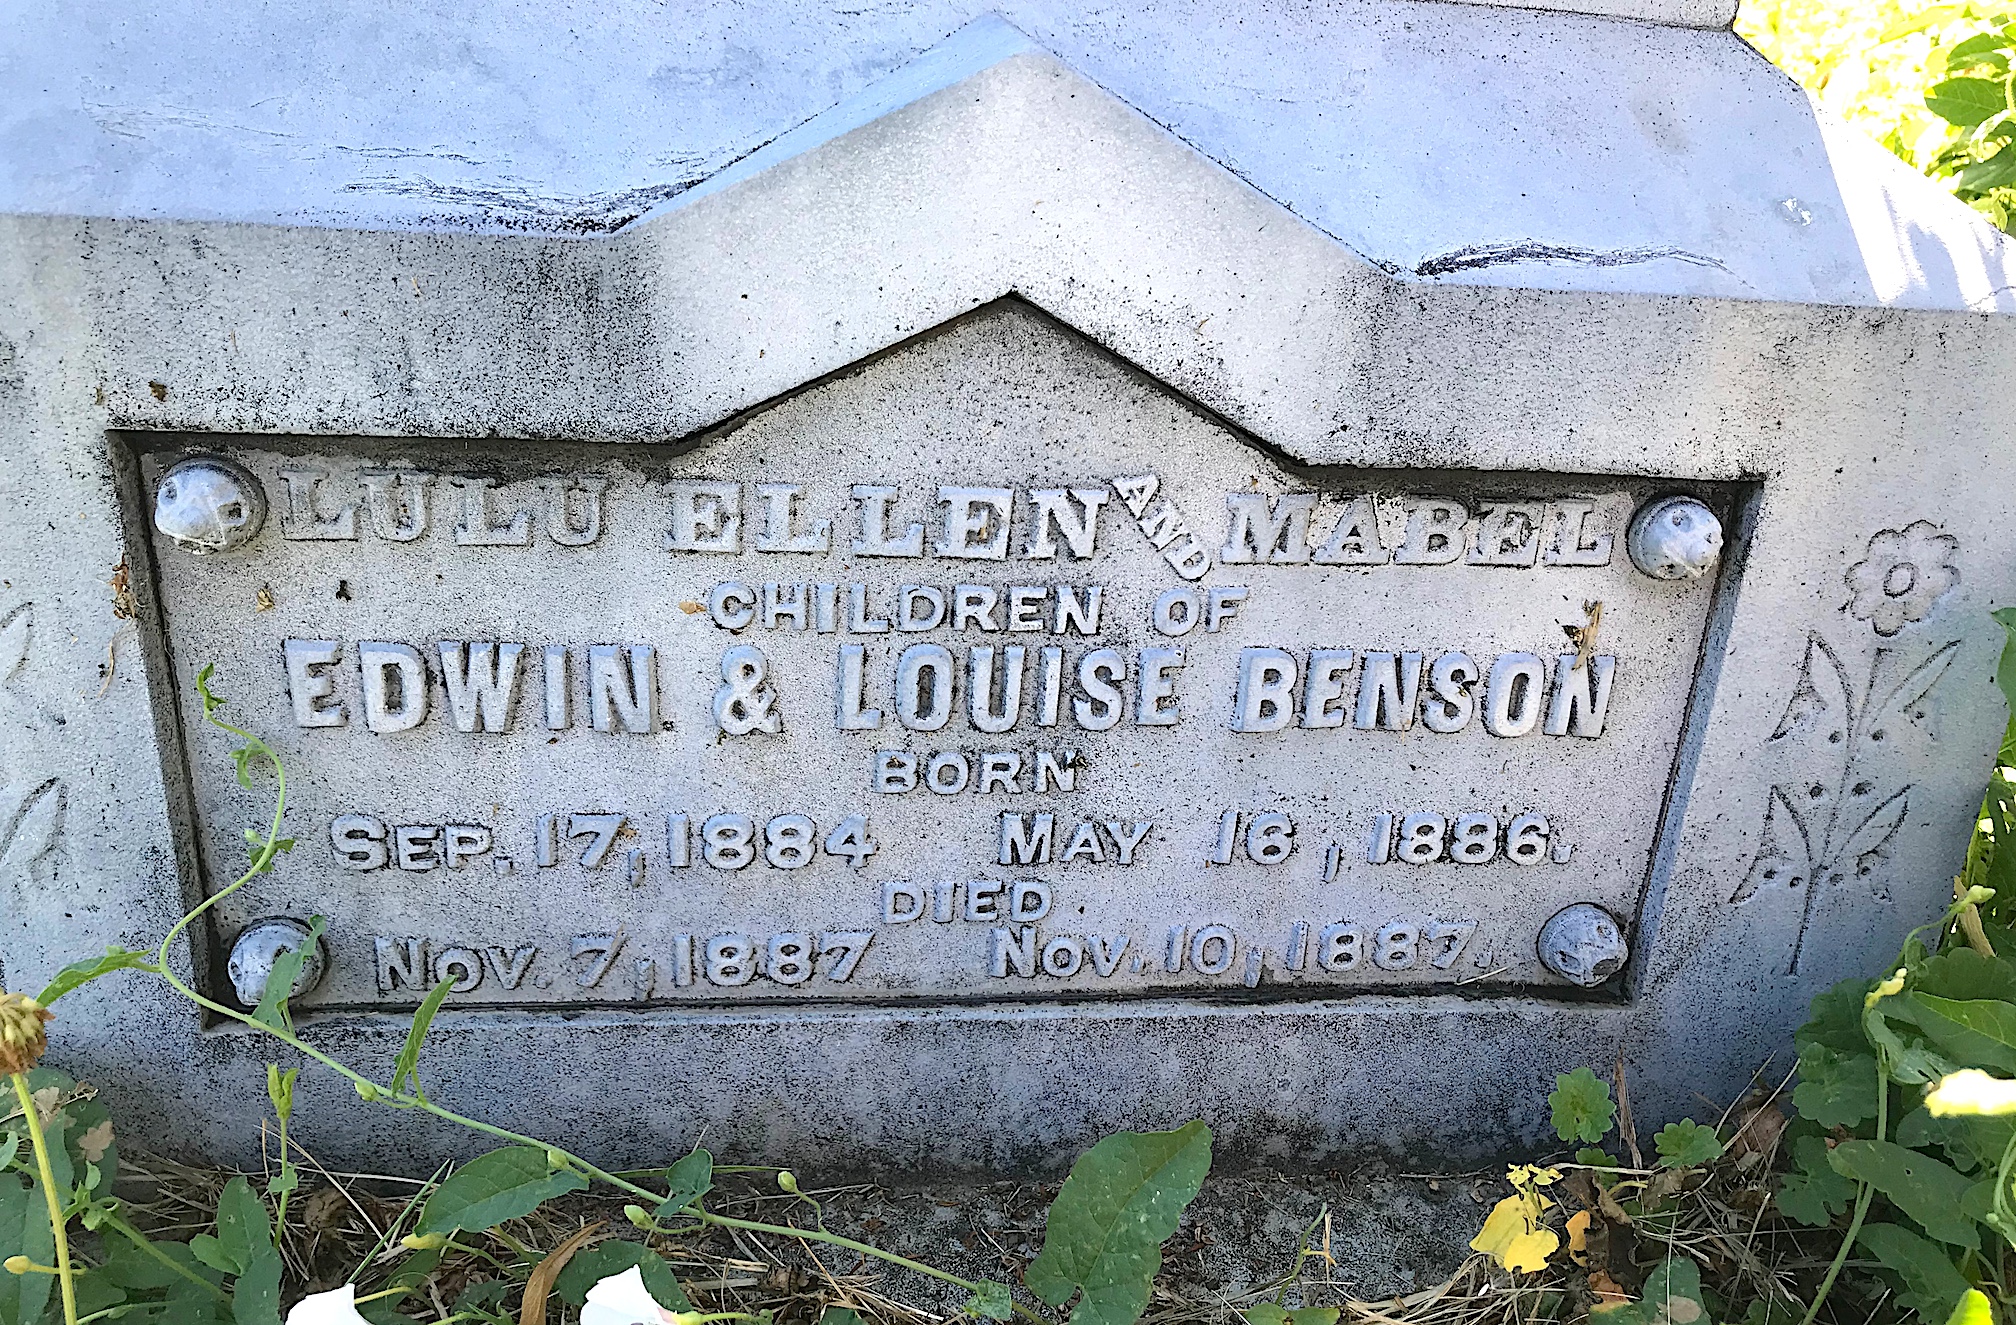 LULU ELLEN AND MABEL
CHILDREN OF
EDWIN & LOUISE BENSON
BORN
SEP. 17, 1884 MAY 16, 1886.
DIED
NOV. 7, 1887 NOV. 10, 1887.